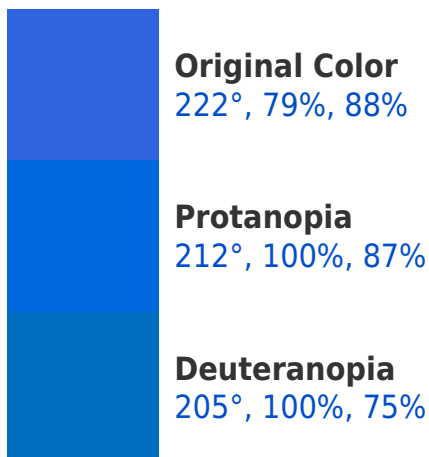 Original Color
222°, 79%, 88%
Protanopia
212°, 100%, 87%
Deuteranopia
205°, 100%, 75%